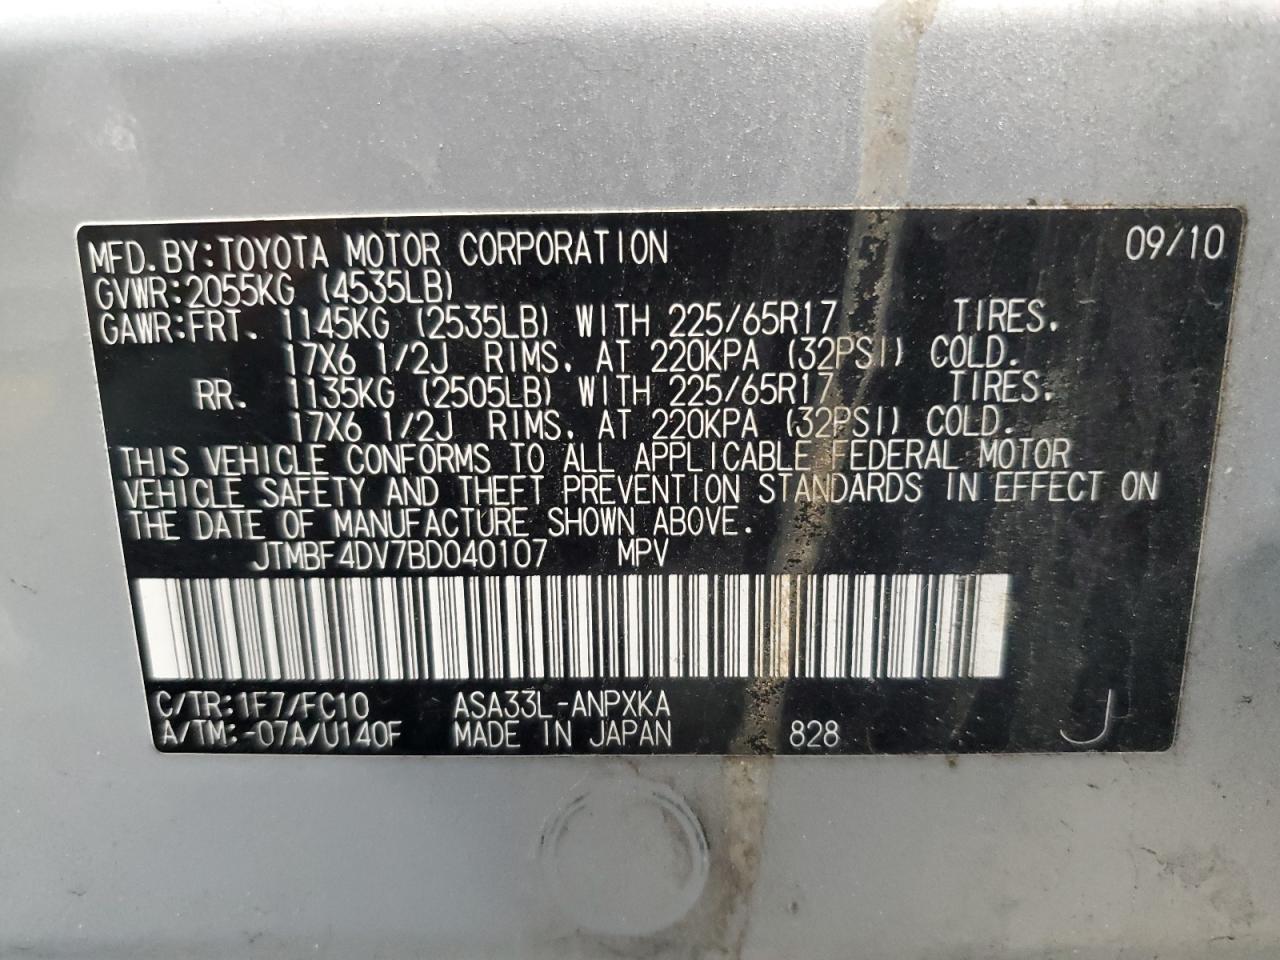 MFD.BY:TOYOTA MOTOR CORPORATION 09/10
GVWR:2055KG (4535LB)
GAWR:FRT. 1145KG (2535LB) WITH 225/65R17 TIRES.
17X6 1/2J RIMS. AT 220KPA (32PSI) COLD.
RR. 1135KG (2505LB) WITH 225/65R17 TIRES.
17X6 1/2J RIMS. AT 220KPA (32PSI) COLD.
THIS VEHICLE CONFORMS TO ALL APPLICABLE FEDERAL MOTOR
VEHICLE SAFETY AND THEFT PREVENTION STANDARDS IN EFFECT ON
THE DATE OF MANUFACTURE SHOWN ABOVE.
JTMBF4DV7BD040107 MPV
C/TR:1F7/FC10 ASA33L-ANPXKA
A/TM:-07A/U140F MADE IN JAPAN 828 J